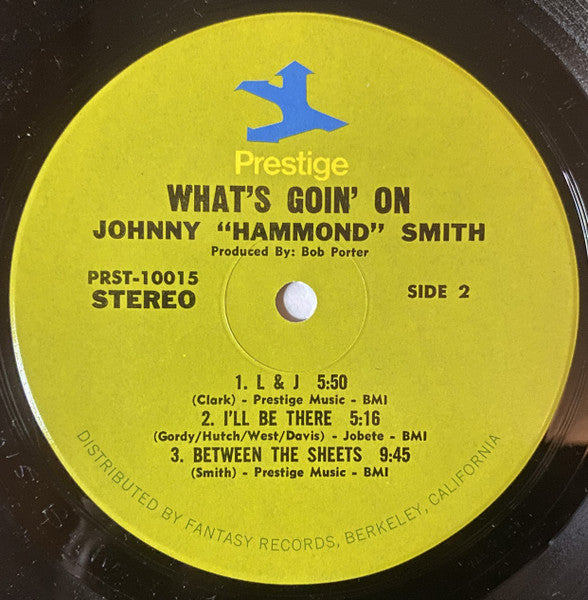 Prestige
WHAT'S GOIN' ON
JOHNNY "HAMMOND" SMITH
Produced By: Bob Porter
PRST-10015
STEREO
SIDE 2
1. L & J 5:50
(Clark) - Prestige Music - BMI
2. I'LL BE THERE 5:16
(Gordy/Hutch/West/Davis) - Jobete - BMI
3. BETWEEN THE SHEETS 9:45
(Smith) - Prestige Music - BMI
DISTRIBUTED BY FANTASY RECORDS, BERKELEY, CALIFORNIA